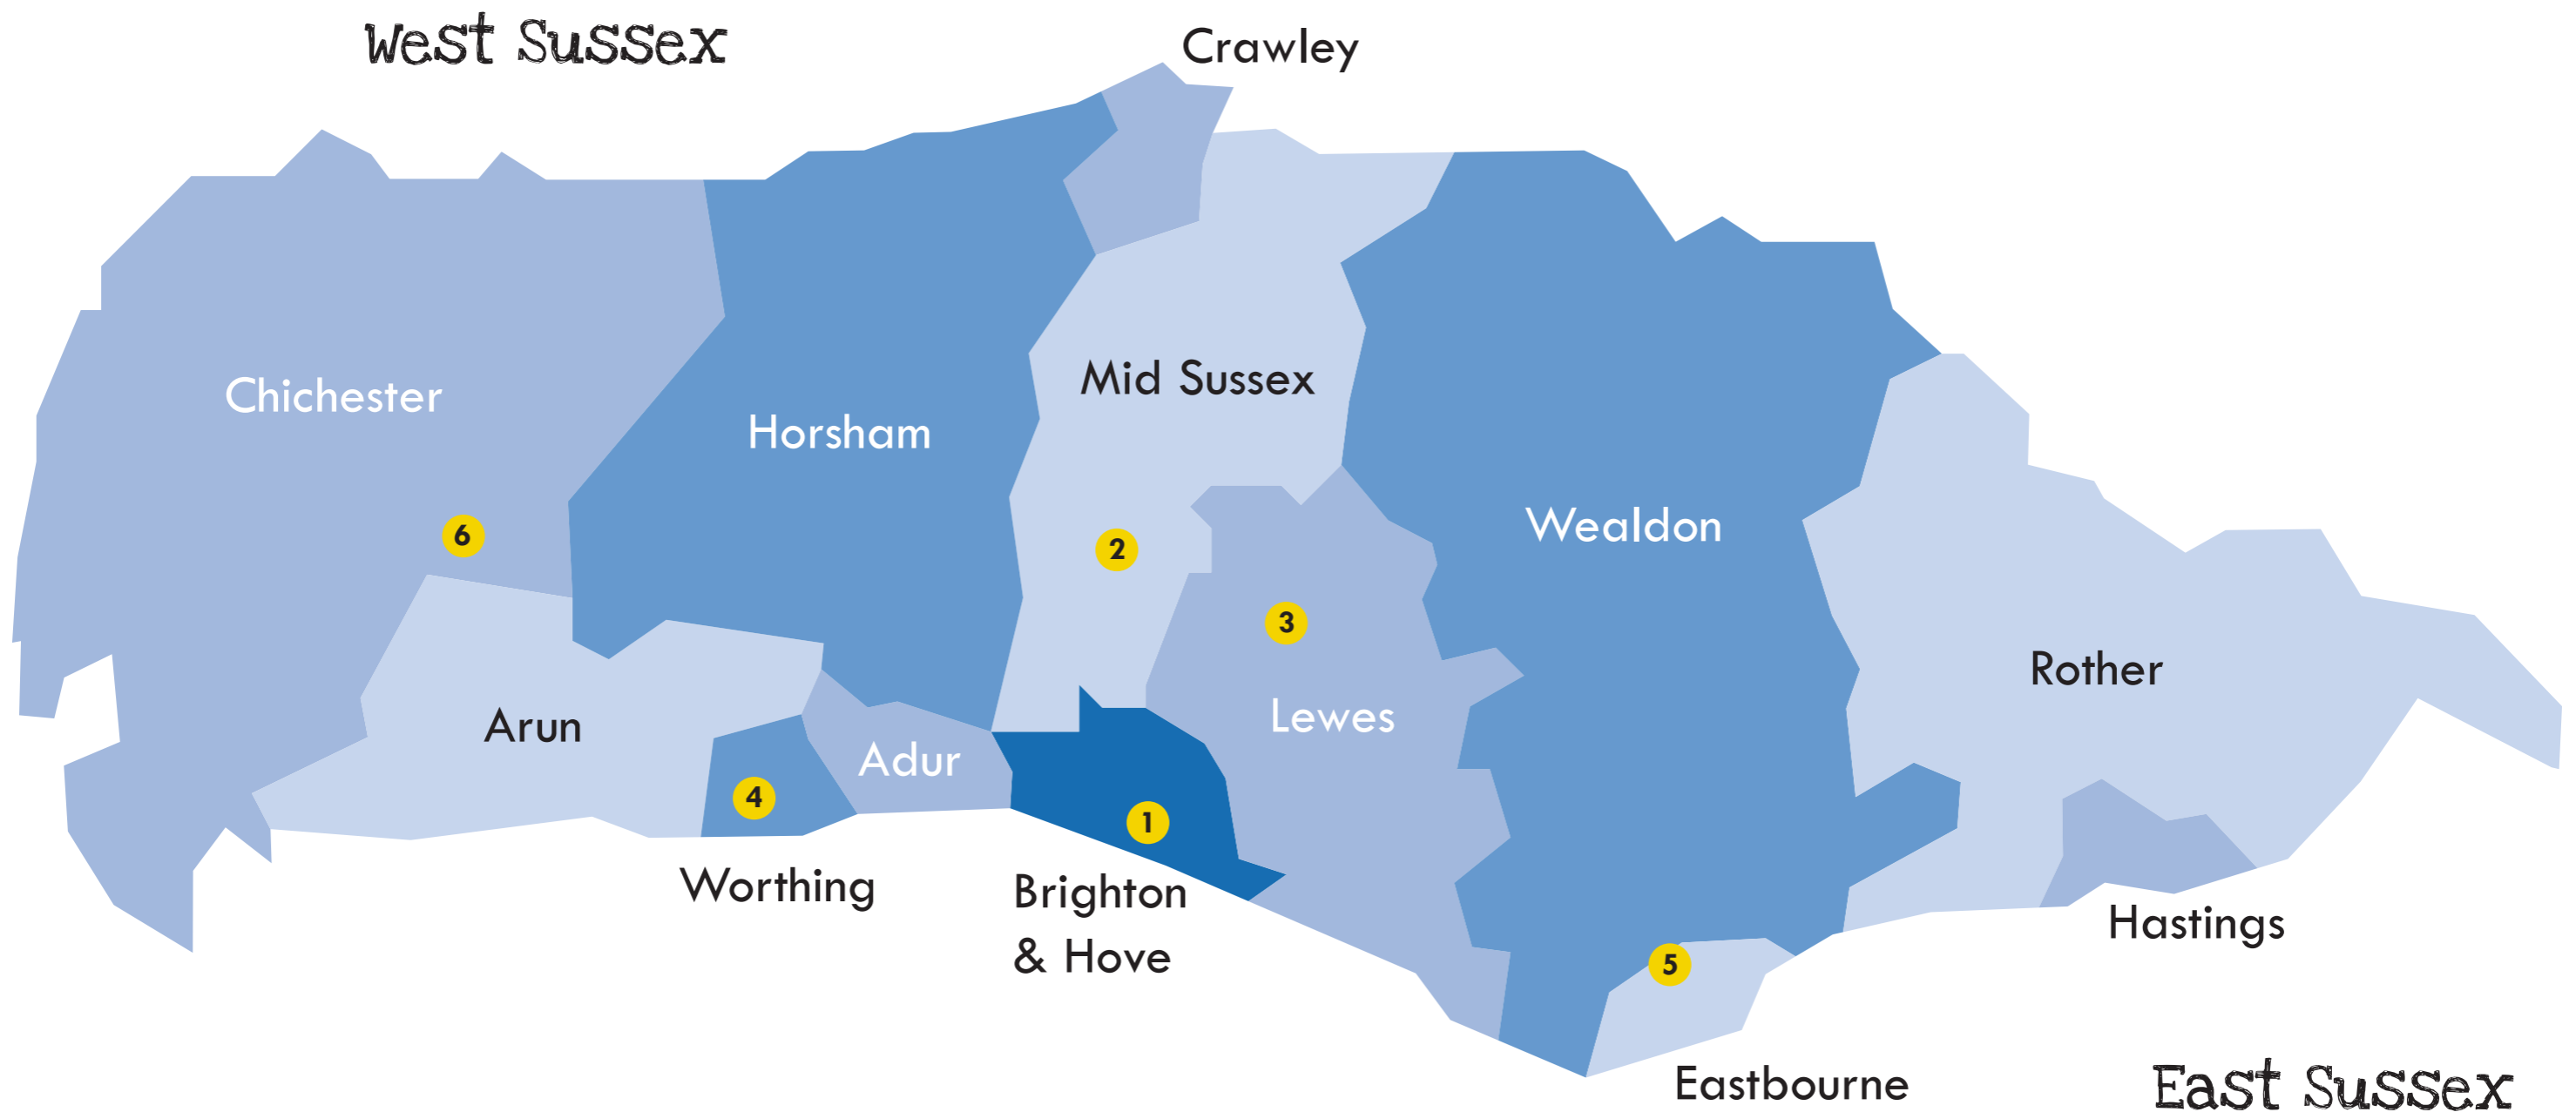 West Sussex
Crawley
Mid Sussex
Chichester
Horsham
Wealdon
6
2
3
Rother
Lewes
Arun
Adur
4
1
Worthing
Brighton
& Hove
Hastings
5
Eastbourne
East Sussex